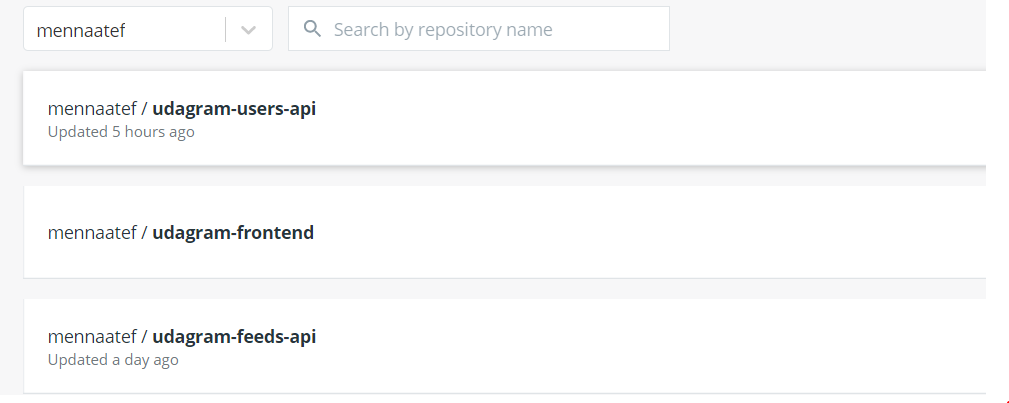 mennaatef
Search by repository name
mennaatef / udagram-users-api
Updated 5 hours ago
mennaatef / udagram-frontend
mennaatef / udagram-feeds-api
Updated a day ago